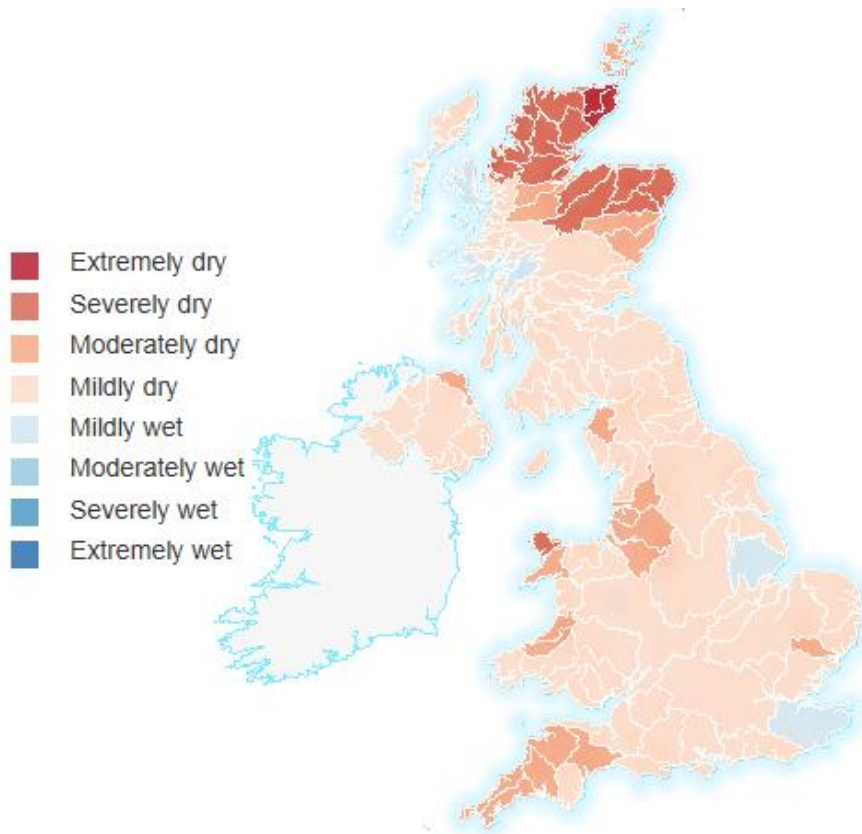 Extremely dry
Severely dry
Moderately dry
Mildly dry
Mildly wet
Moderately wet
Severely wet
Extremely wet